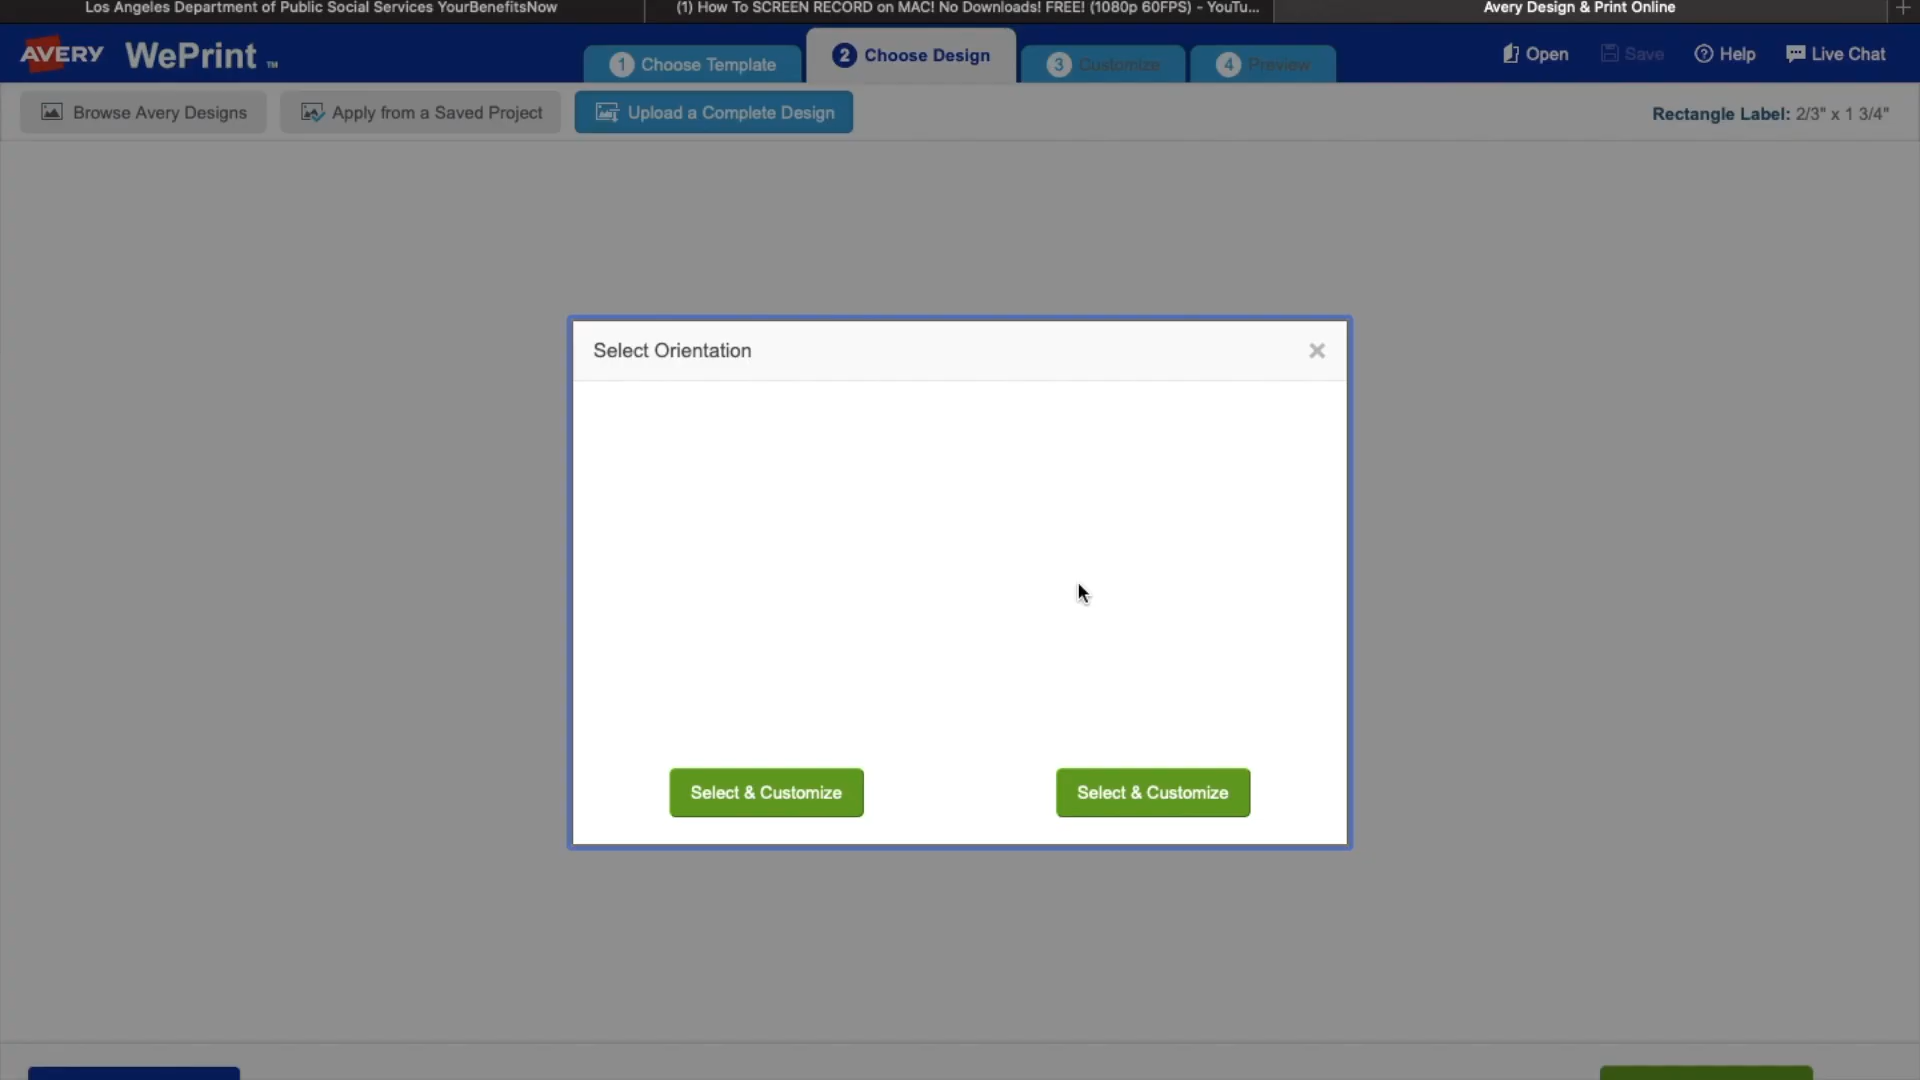 Los Angeles Department of Public Social Services YourBenefitsNow
(1) How To SCREEN RECORD on MAC! No Downloads! FREE! (1080p 60FPS) - YouTu...
Avery Design & Print Online
AVERY WePrint ™
1 Choose Template
2 Choose Design
3 Customize
4 Preview
Open
Save
Help
Live Chat
Browse Avery Designs
Apply from a Saved Project
Upload a Complete Design
Rectangle Label: 2/3" x 1 3/4"
Select Orientation
Select & Customize
Select & Customize